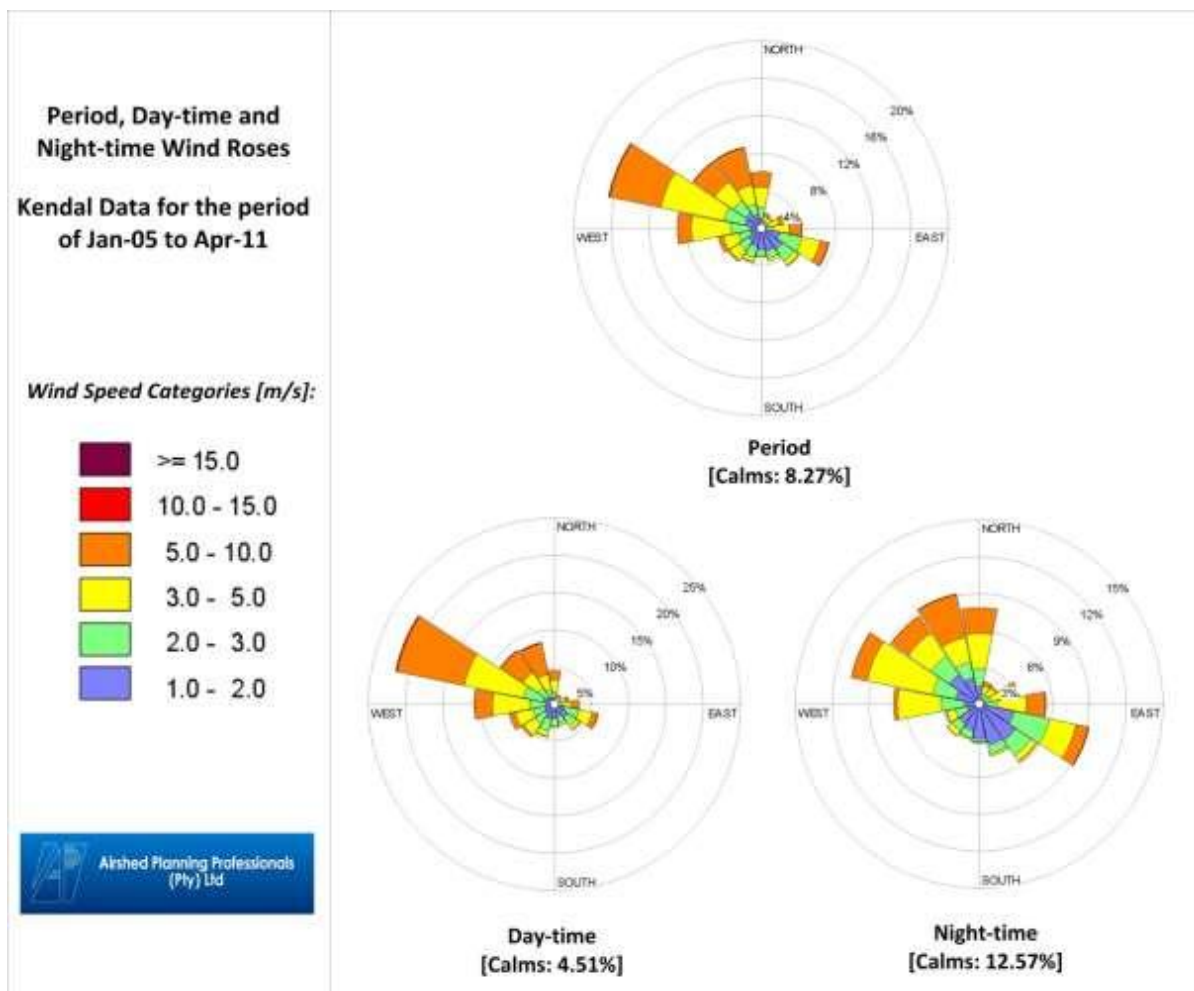 Period, Day-time and
Night-time Wind Roses
Kendal Data for the period
of Jan-05 to Apr-11
Wind Speed Categories [m/s]:
>= 15.0
10.0 - 15.0
5.0 - 10.0
3.0 - 5.0
2.0 - 3.0
1.0 - 2.0
Airshed Planning Professionals
(Pty) Ltd
NORTH
20%
16%
12%
8%
4%
WEST
EAST
SOUTH
Period
[Calms: 8.27%]
NORTH
25%
20%
15%
10%
5%
WEST
EAST
SOUTH
Day-time
[Calms: 4.51%]
NORTH
15%
12%
9%
6%
3%
WEST
EAST
SOUTH
Night-time
[Calms: 12.57%]